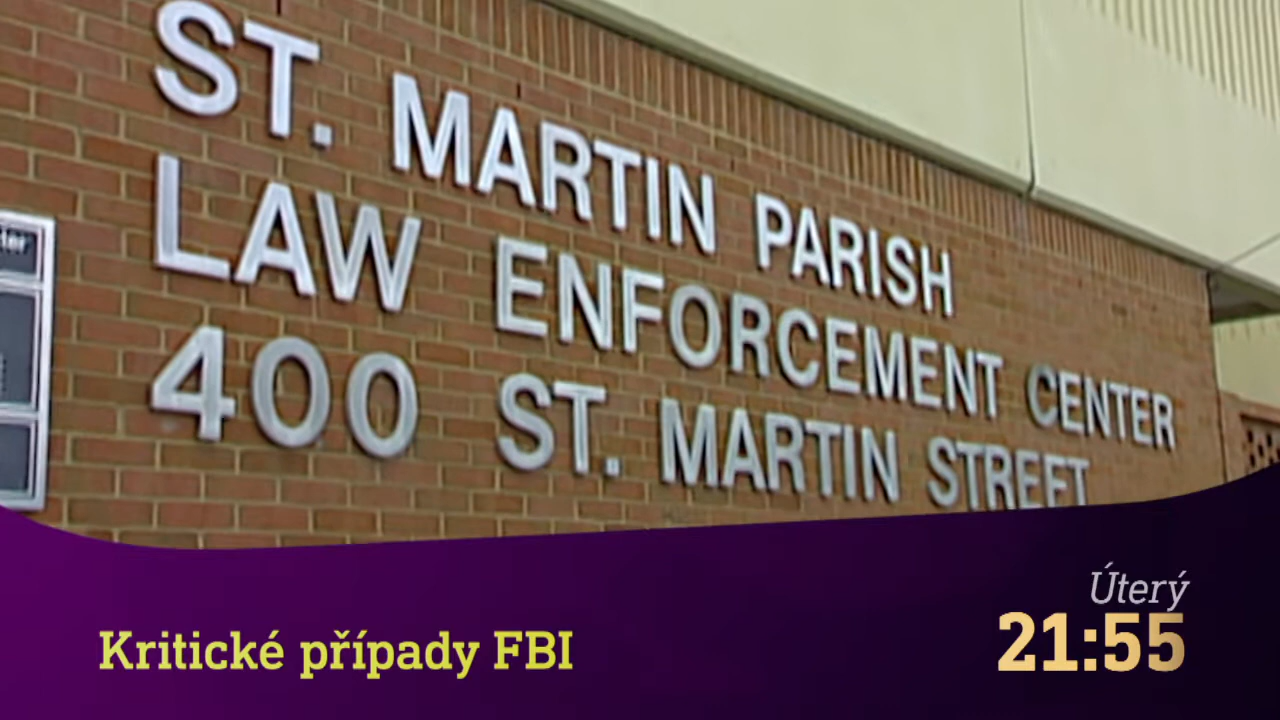 ST. MARTIN PARISH
LAW ENFORCEMENT CENTER
400 ST. MARTIN STREET
Úterý
21:55
Kritické případy FBI